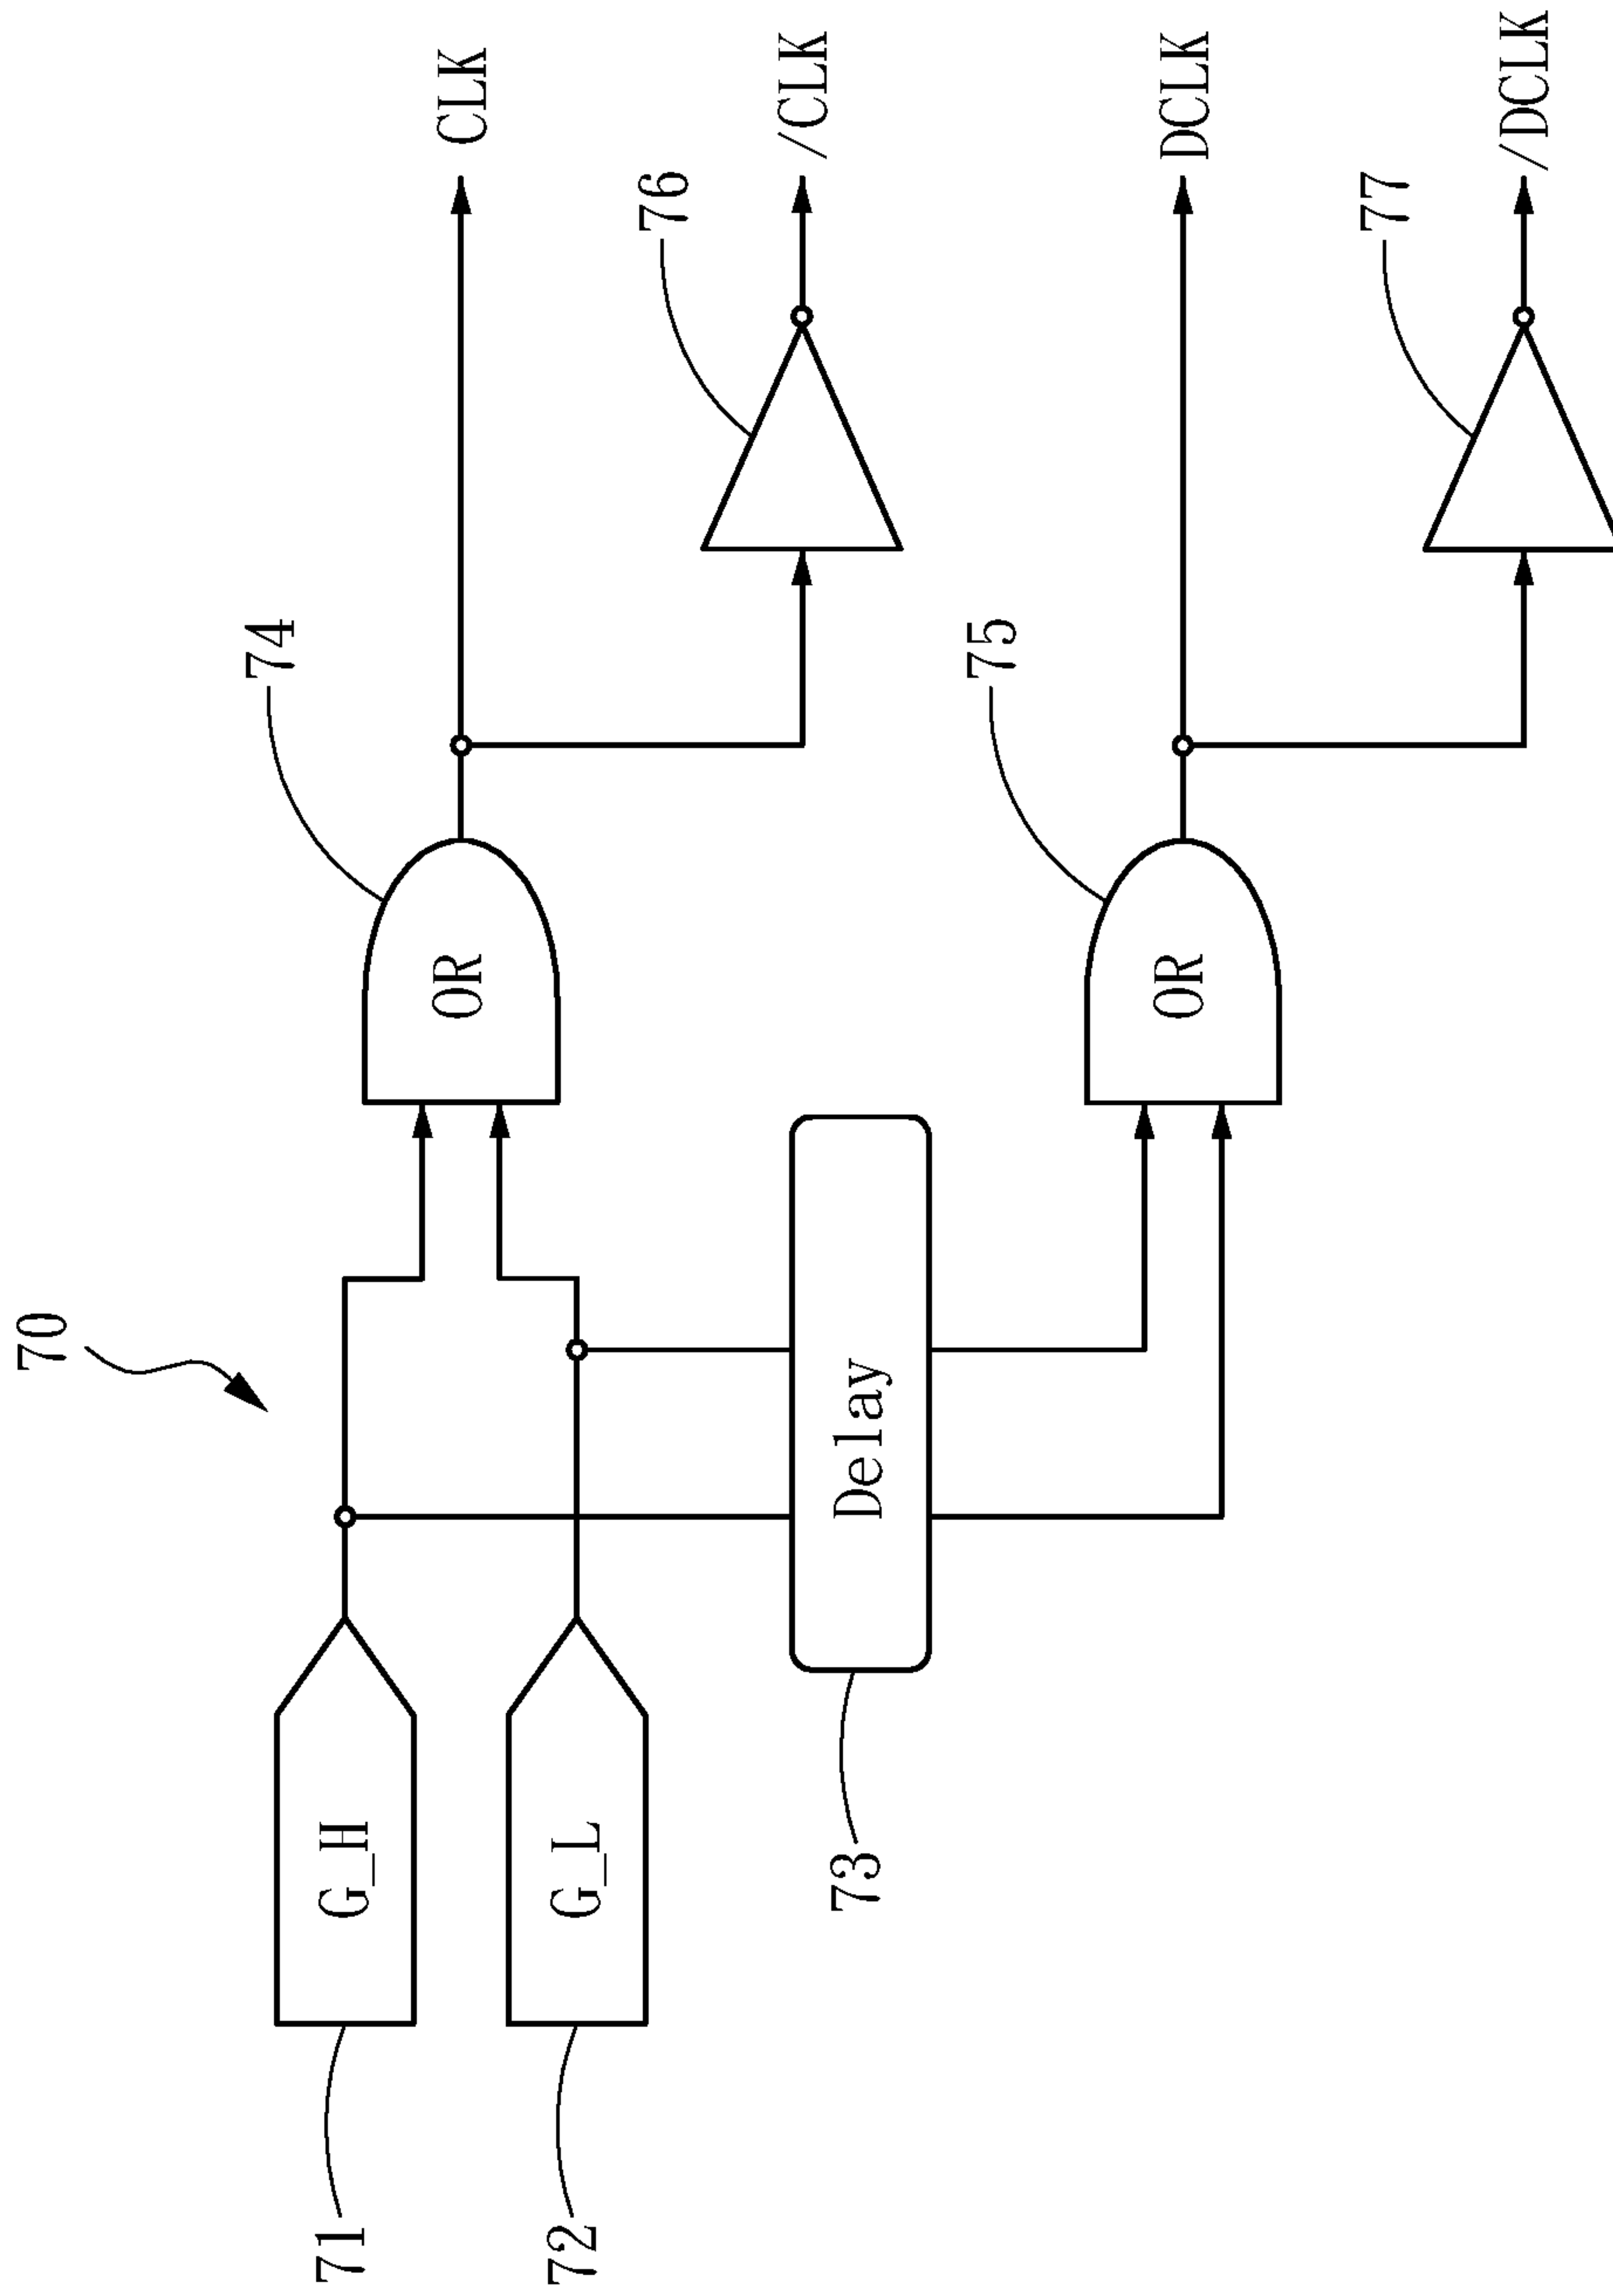 70
71
G_H
72
G_L
73
Delay
74
OR
75
OR
76
77
CLK
/CLK
DCLK
/DCLK